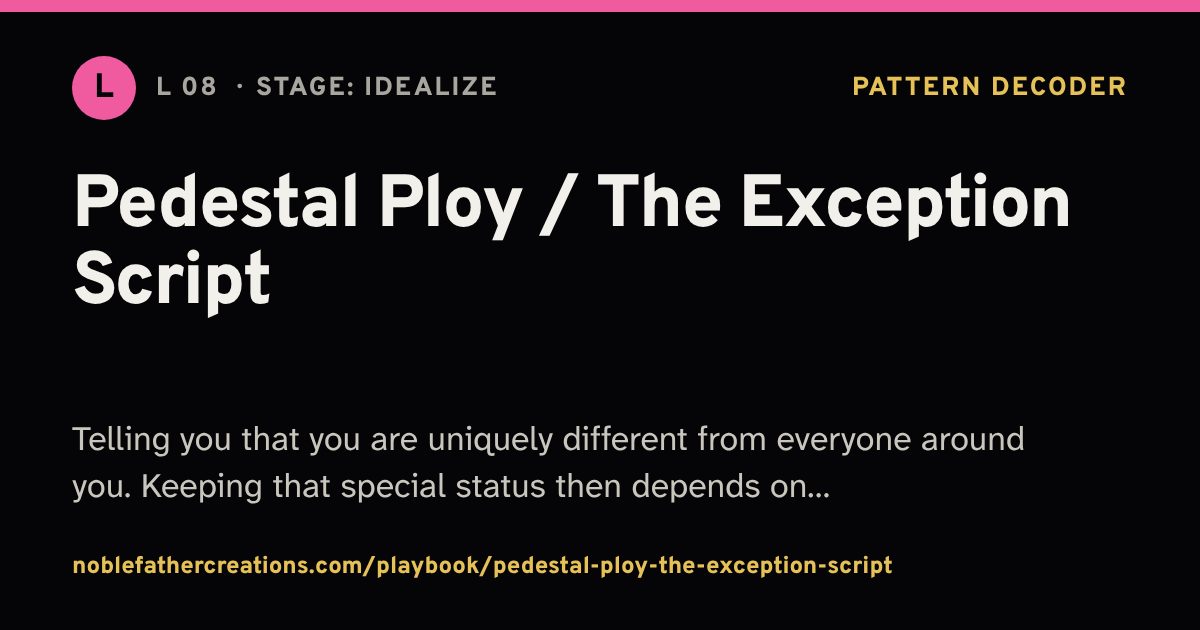 L
L 08 · STAGE: IDEALIZE
PATTERN DECODER
Pedestal Ploy / The Exception
Script
Telling you that you are uniquely different from everyone around
you. Keeping that special status then depends on...
noblefathercreations.com/playbook/pedestal-ploy-the-exception-script